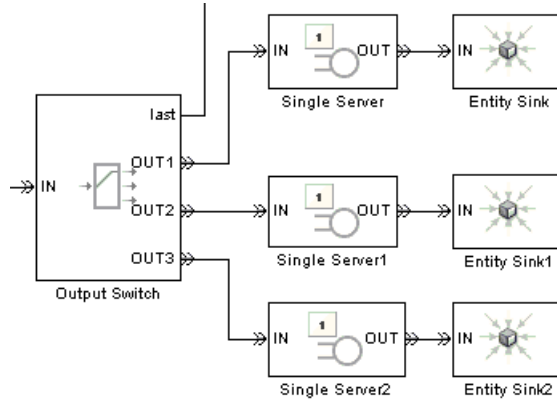 IN
last
OUT1
OUT2
OUT3
Output Switch
IN
1
OUT
Single Server
IN
Entity Sink
IN
1
OUT
Single Server1
IN
Entity Sink1
IN
1
OUT
Single Server2
IN
Entity Sink2